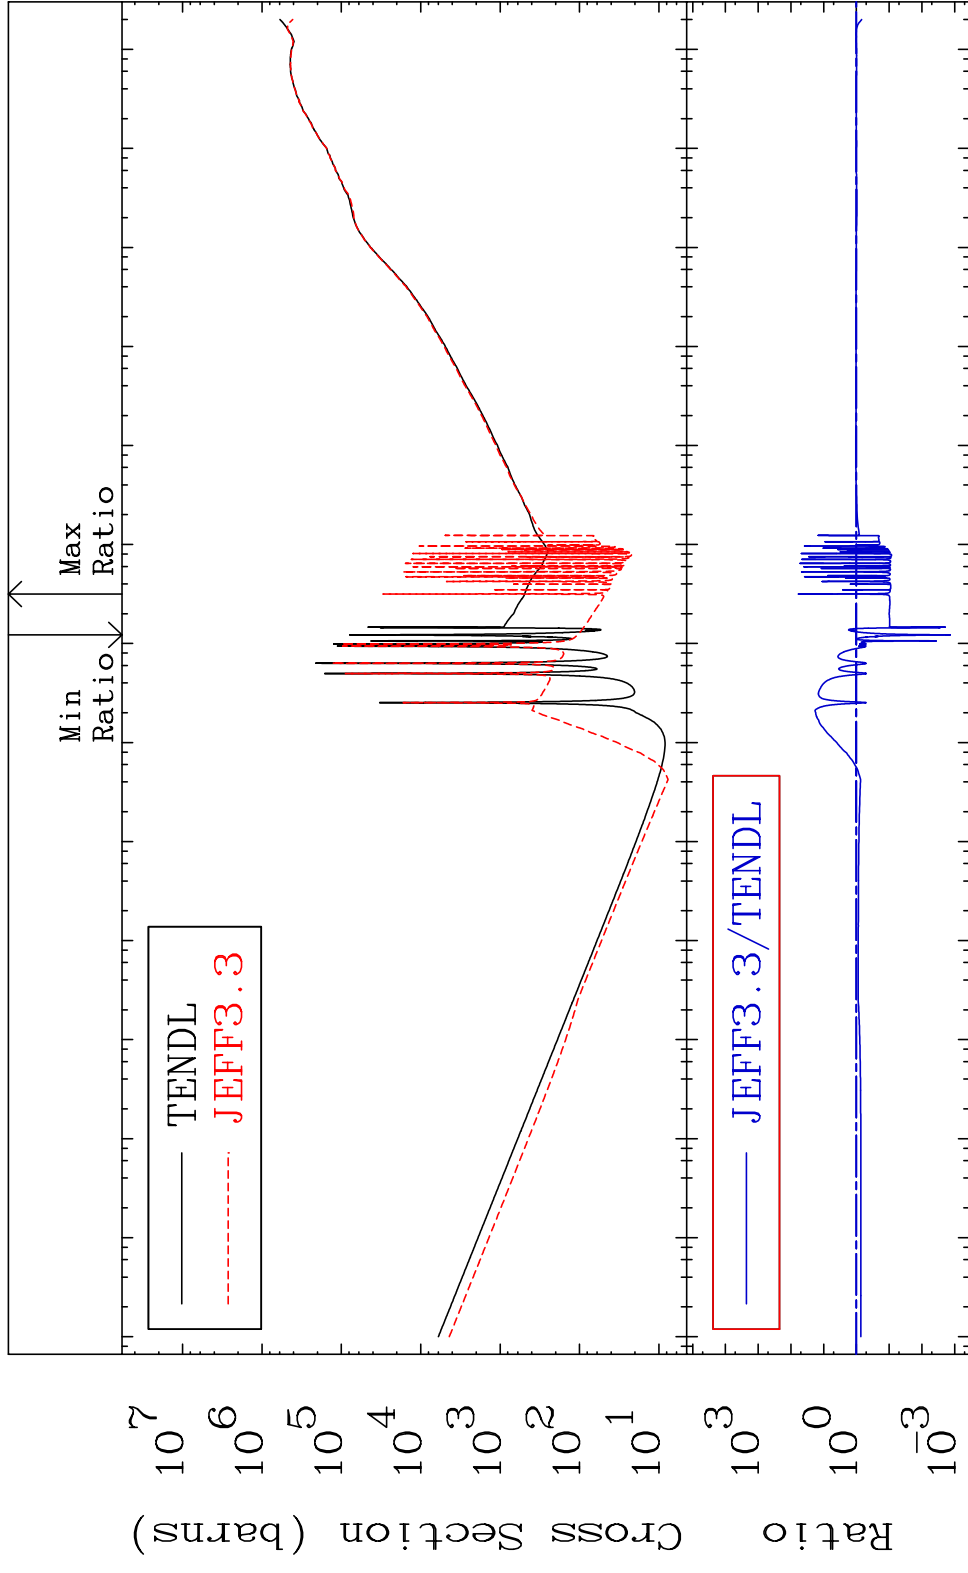 Min
Ratio
Max
Ratio
TENDL
JEFF3.3
Cross Section (barns)
10 7
10 6
10 5
10 4
10 3
10 2
10 1
JEFF3.3/TENDL
Ratio
10 3
10 0
10 -3